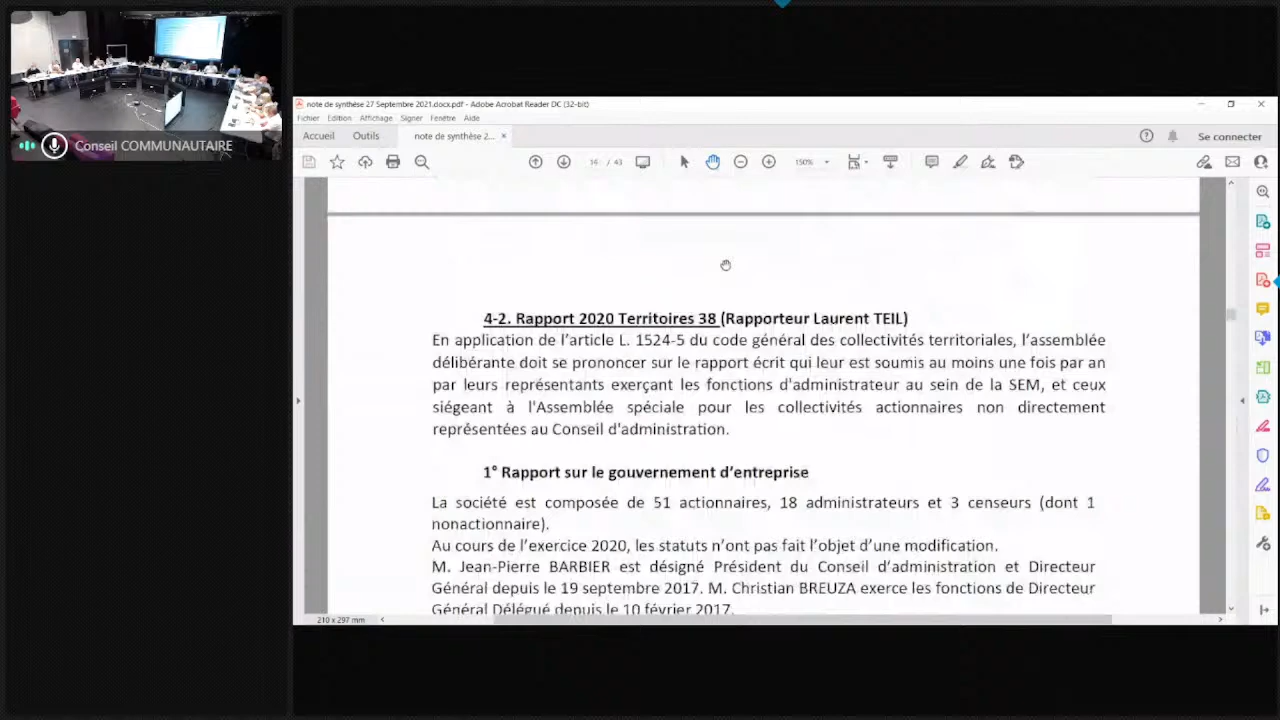 Conseil COMMUNAUTAIRE
note de synthèse 27 Septembre 2021.docx.pdf - Adobe Acrobat Reader DC (32-bit)
Fichier Edition Affichage Signer Fenêtre Aide
Accueil Outils note de synthèse 2... × Se connecter
14 / 43 150%
4-2. Rapport 2020 Territoires 38 (Rapporteur Laurent TEIL)
En application de l’article L. 1524-5 du code général des collectivités territoriales, l’assemblée
délibérante doit se prononcer sur le rapport écrit qui leur est soumis au moins une fois par an
par leurs représentants exerçant les fonctions d'administrateur au sein de la SEM, et ceux
siégeant à l'Assemblée spéciale pour les collectivités actionnaires non directement
représentées au Conseil d'administration.
1° Rapport sur le gouvernement d’entreprise
La société est composée de 51 actionnaires, 18 administrateurs et 3 censeurs (dont 1
nonactionnaire).
Au cours de l’exercice 2020, les statuts n’ont pas fait l’objet d’une modification.
M. Jean-Pierre BARBIER est désigné Président du Conseil d’administration et Directeur
Général depuis le 19 septembre 2017. M. Christian BREUZA exerce les fonctions de Directeur
Général Délégué depuis le 10 février 2017.
210 x 297 mm